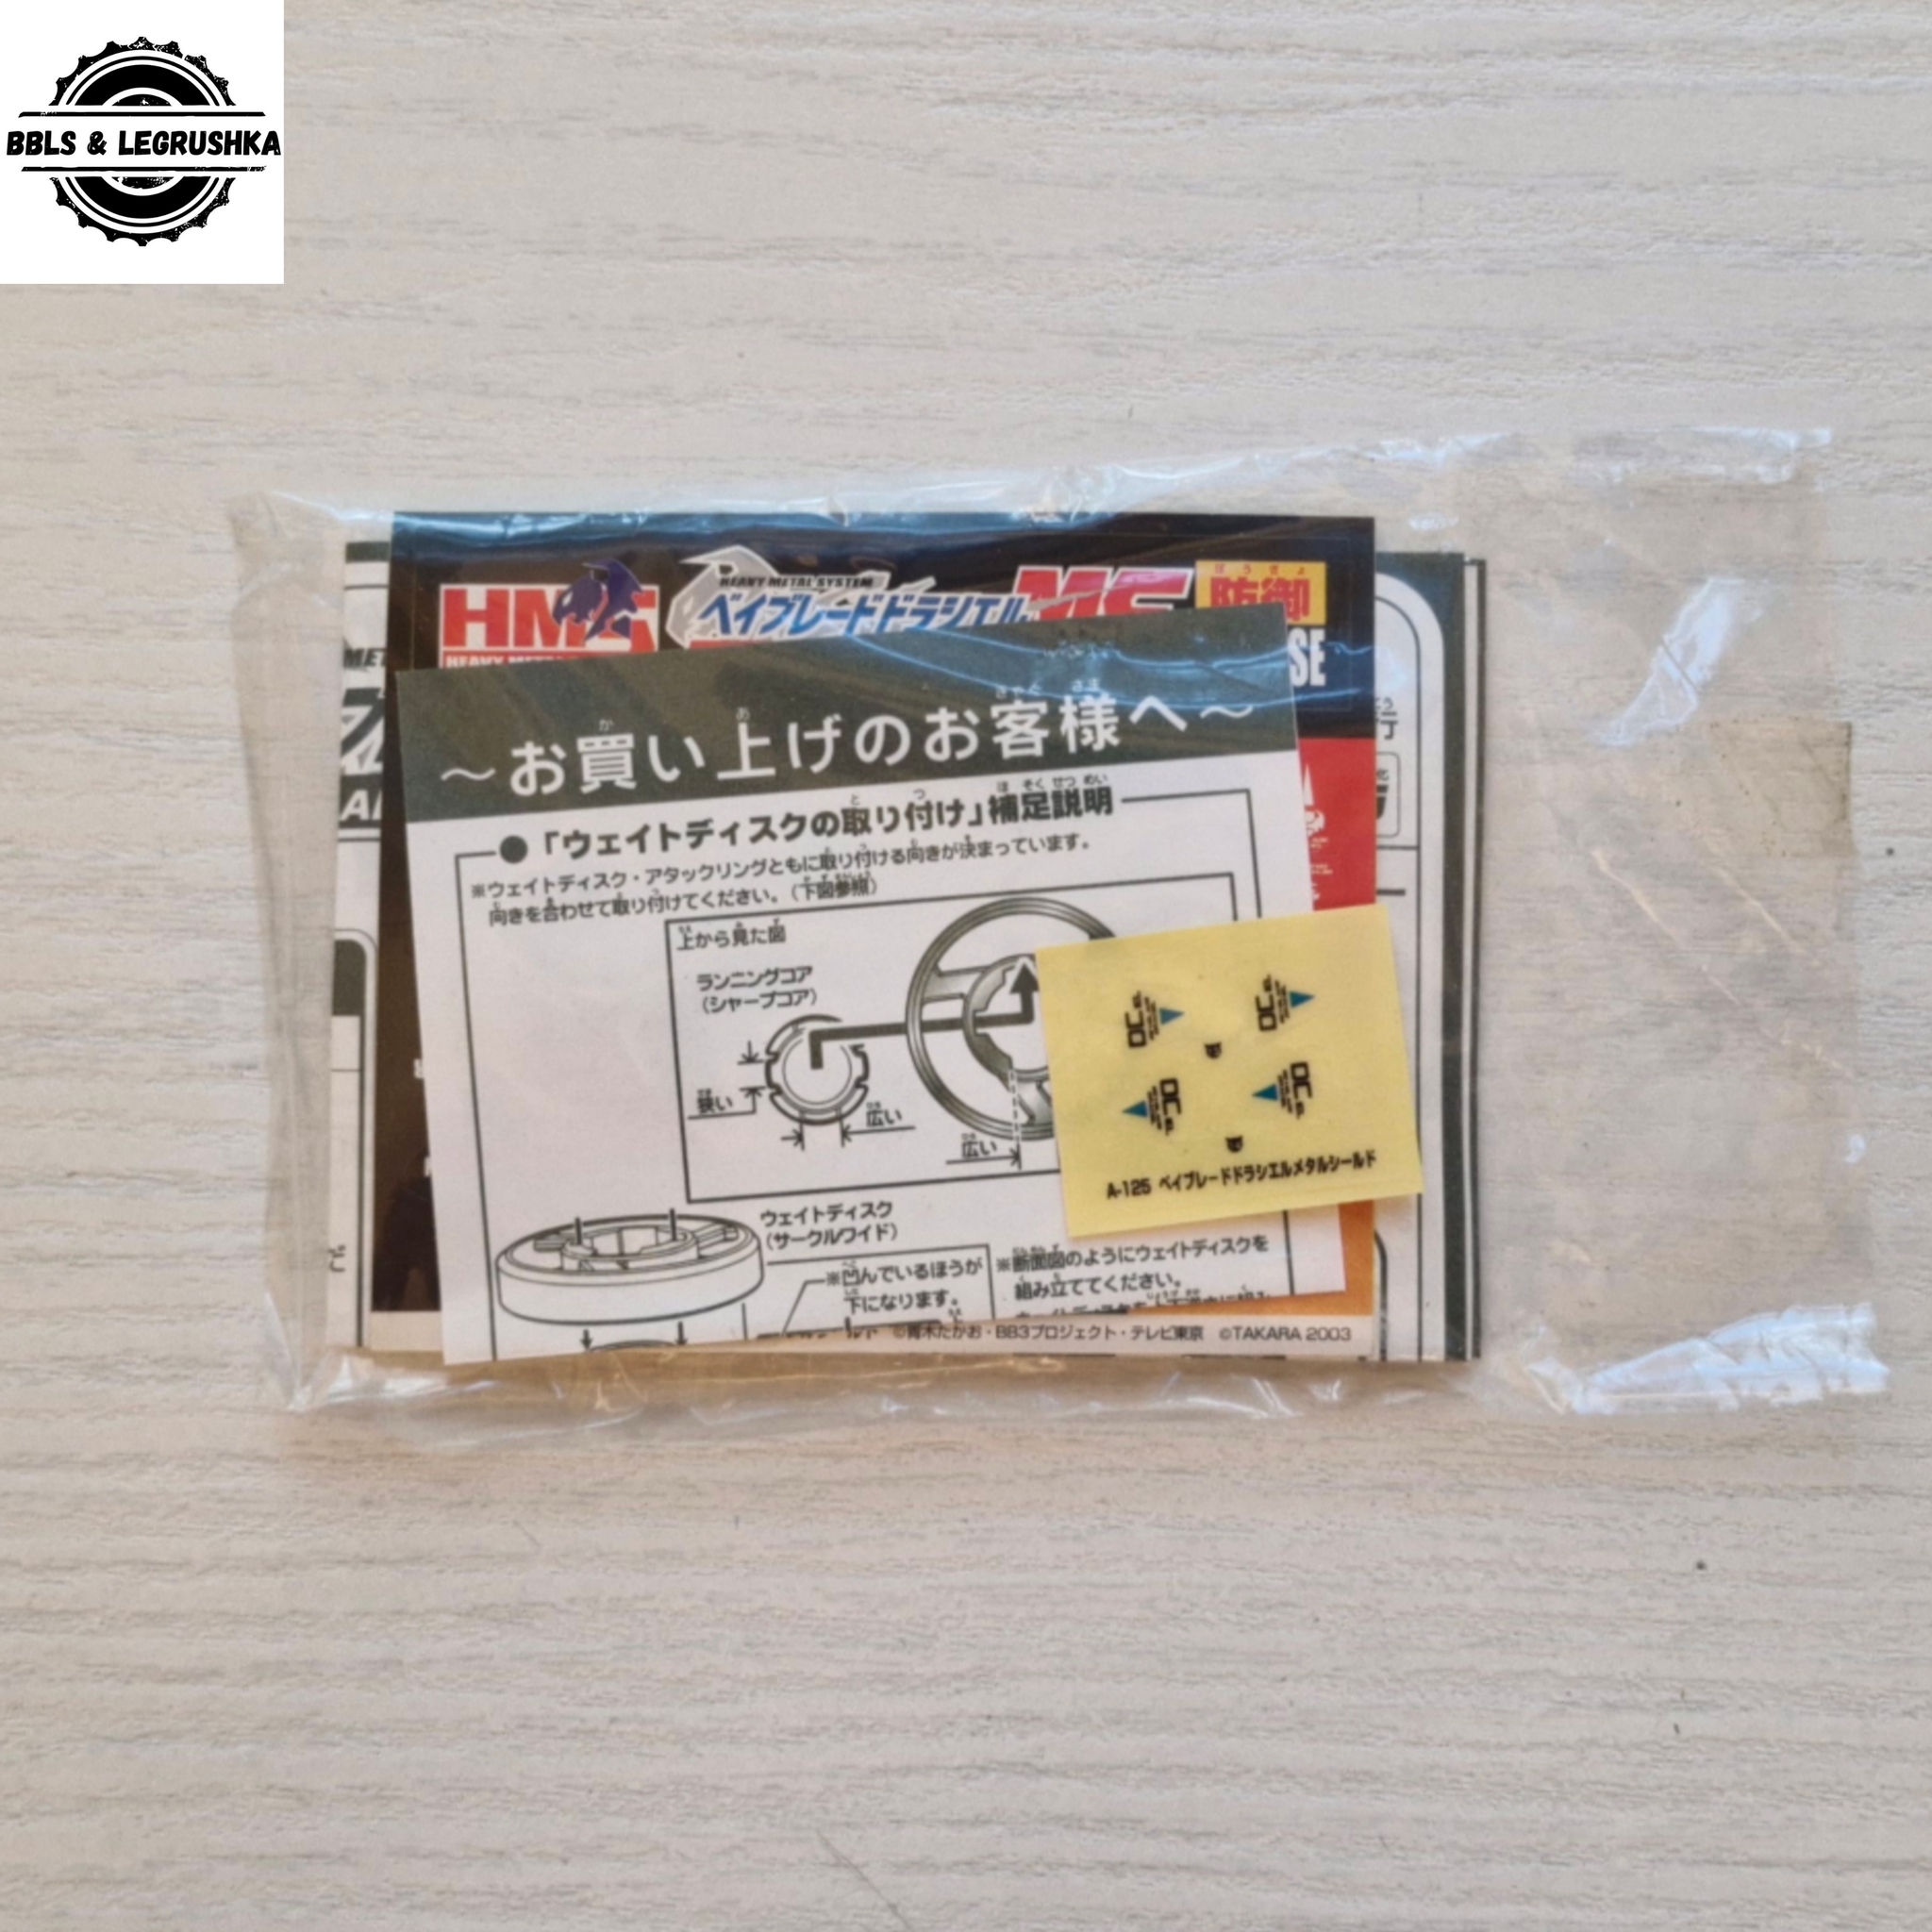 BBLS & LEGRUSHKA
HMS
HEAVY METAL SYSTEM
ベイブレードドラシエル
MS
ぼうぎょ
防御
～お買い上げのお客様へ～
●「ウェイトディスクの取り付け」補足説明
※ウェイトディスク・アタックリングともに取り付ける向きが決まっています。
向きを合わせて取り付けてください。（下図参照）
上から見た図
ランニングコア
（シャープコア）
狭い
広い
広い
ウェイトディスク
（サークルワイド）
※凹んでいるほうが
下になります。
※断面図のようにウェイトディスクを
組み立ててください。
A-125 ベイブレードドラシエルメタルシールド
©青木たかお・BB3プロジェクト・テレビ東京 ©TAKARA 2003